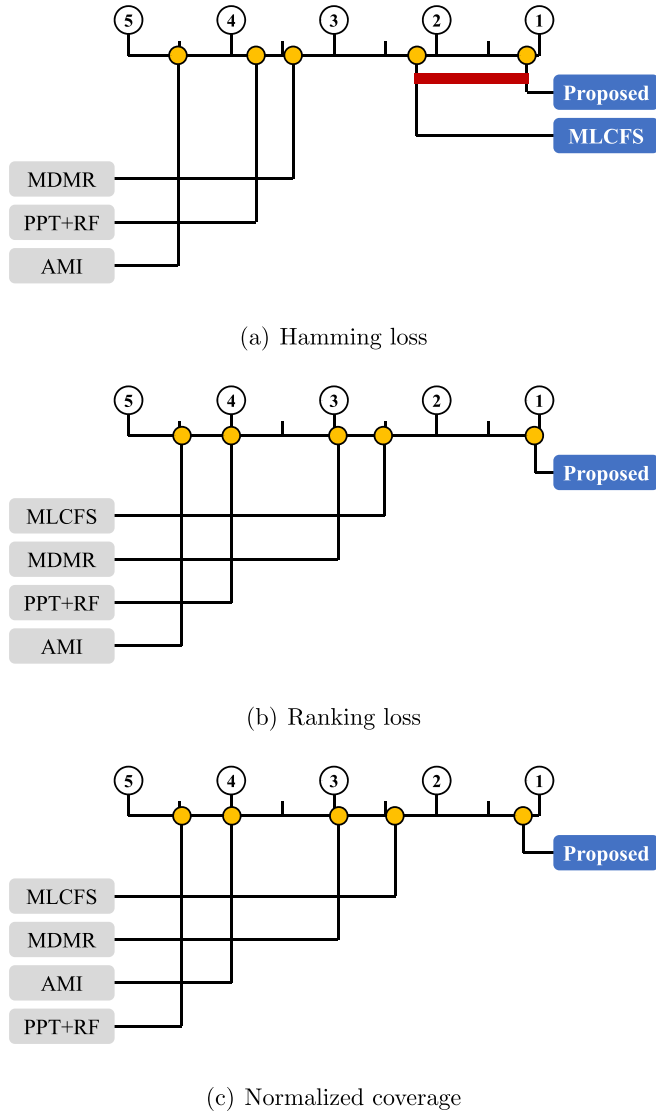 5 4 3 2 1
Proposed
MLCFS
MDMR
PPT+RF
AMI
(a) Hamming loss
5 4 3 2 1
Proposed
MLCFS
MDMR
PPT+RF
AMI
(b) Ranking loss
5 4 3 2 1
Proposed
MLCFS
MDMR
AMI
PPT+RF
(c) Normalized coverage